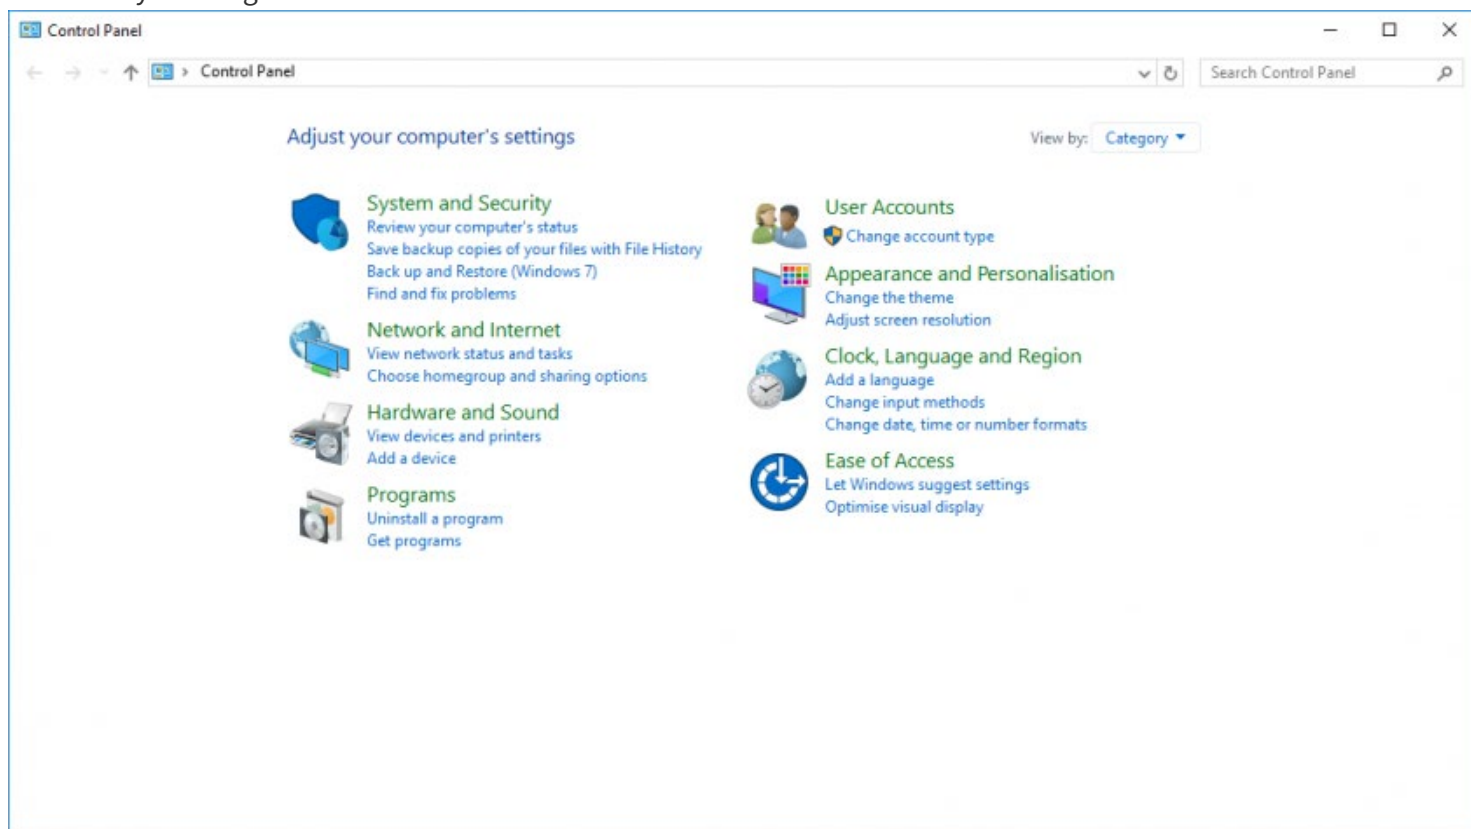 Control Panel
Control Panel
Search Control Panel
Adjust your computer's settings
View by: Category
System and Security
Review your computer's status
Save backup copies of your files with File History
Back up and Restore (Windows 7)
Find and fix problems
Network and Internet
View network status and tasks
Choose homegroup and sharing options
Hardware and Sound
View devices and printers
Add a device
Programs
Uninstall a program
Get programs
User Accounts
Change account type
Appearance and Personalisation
Change the theme
Adjust screen resolution
Clock, Language and Region
Add a language
Change input methods
Change date, time or number formats
Ease of Access
Let Windows suggest settings
Optimise visual display